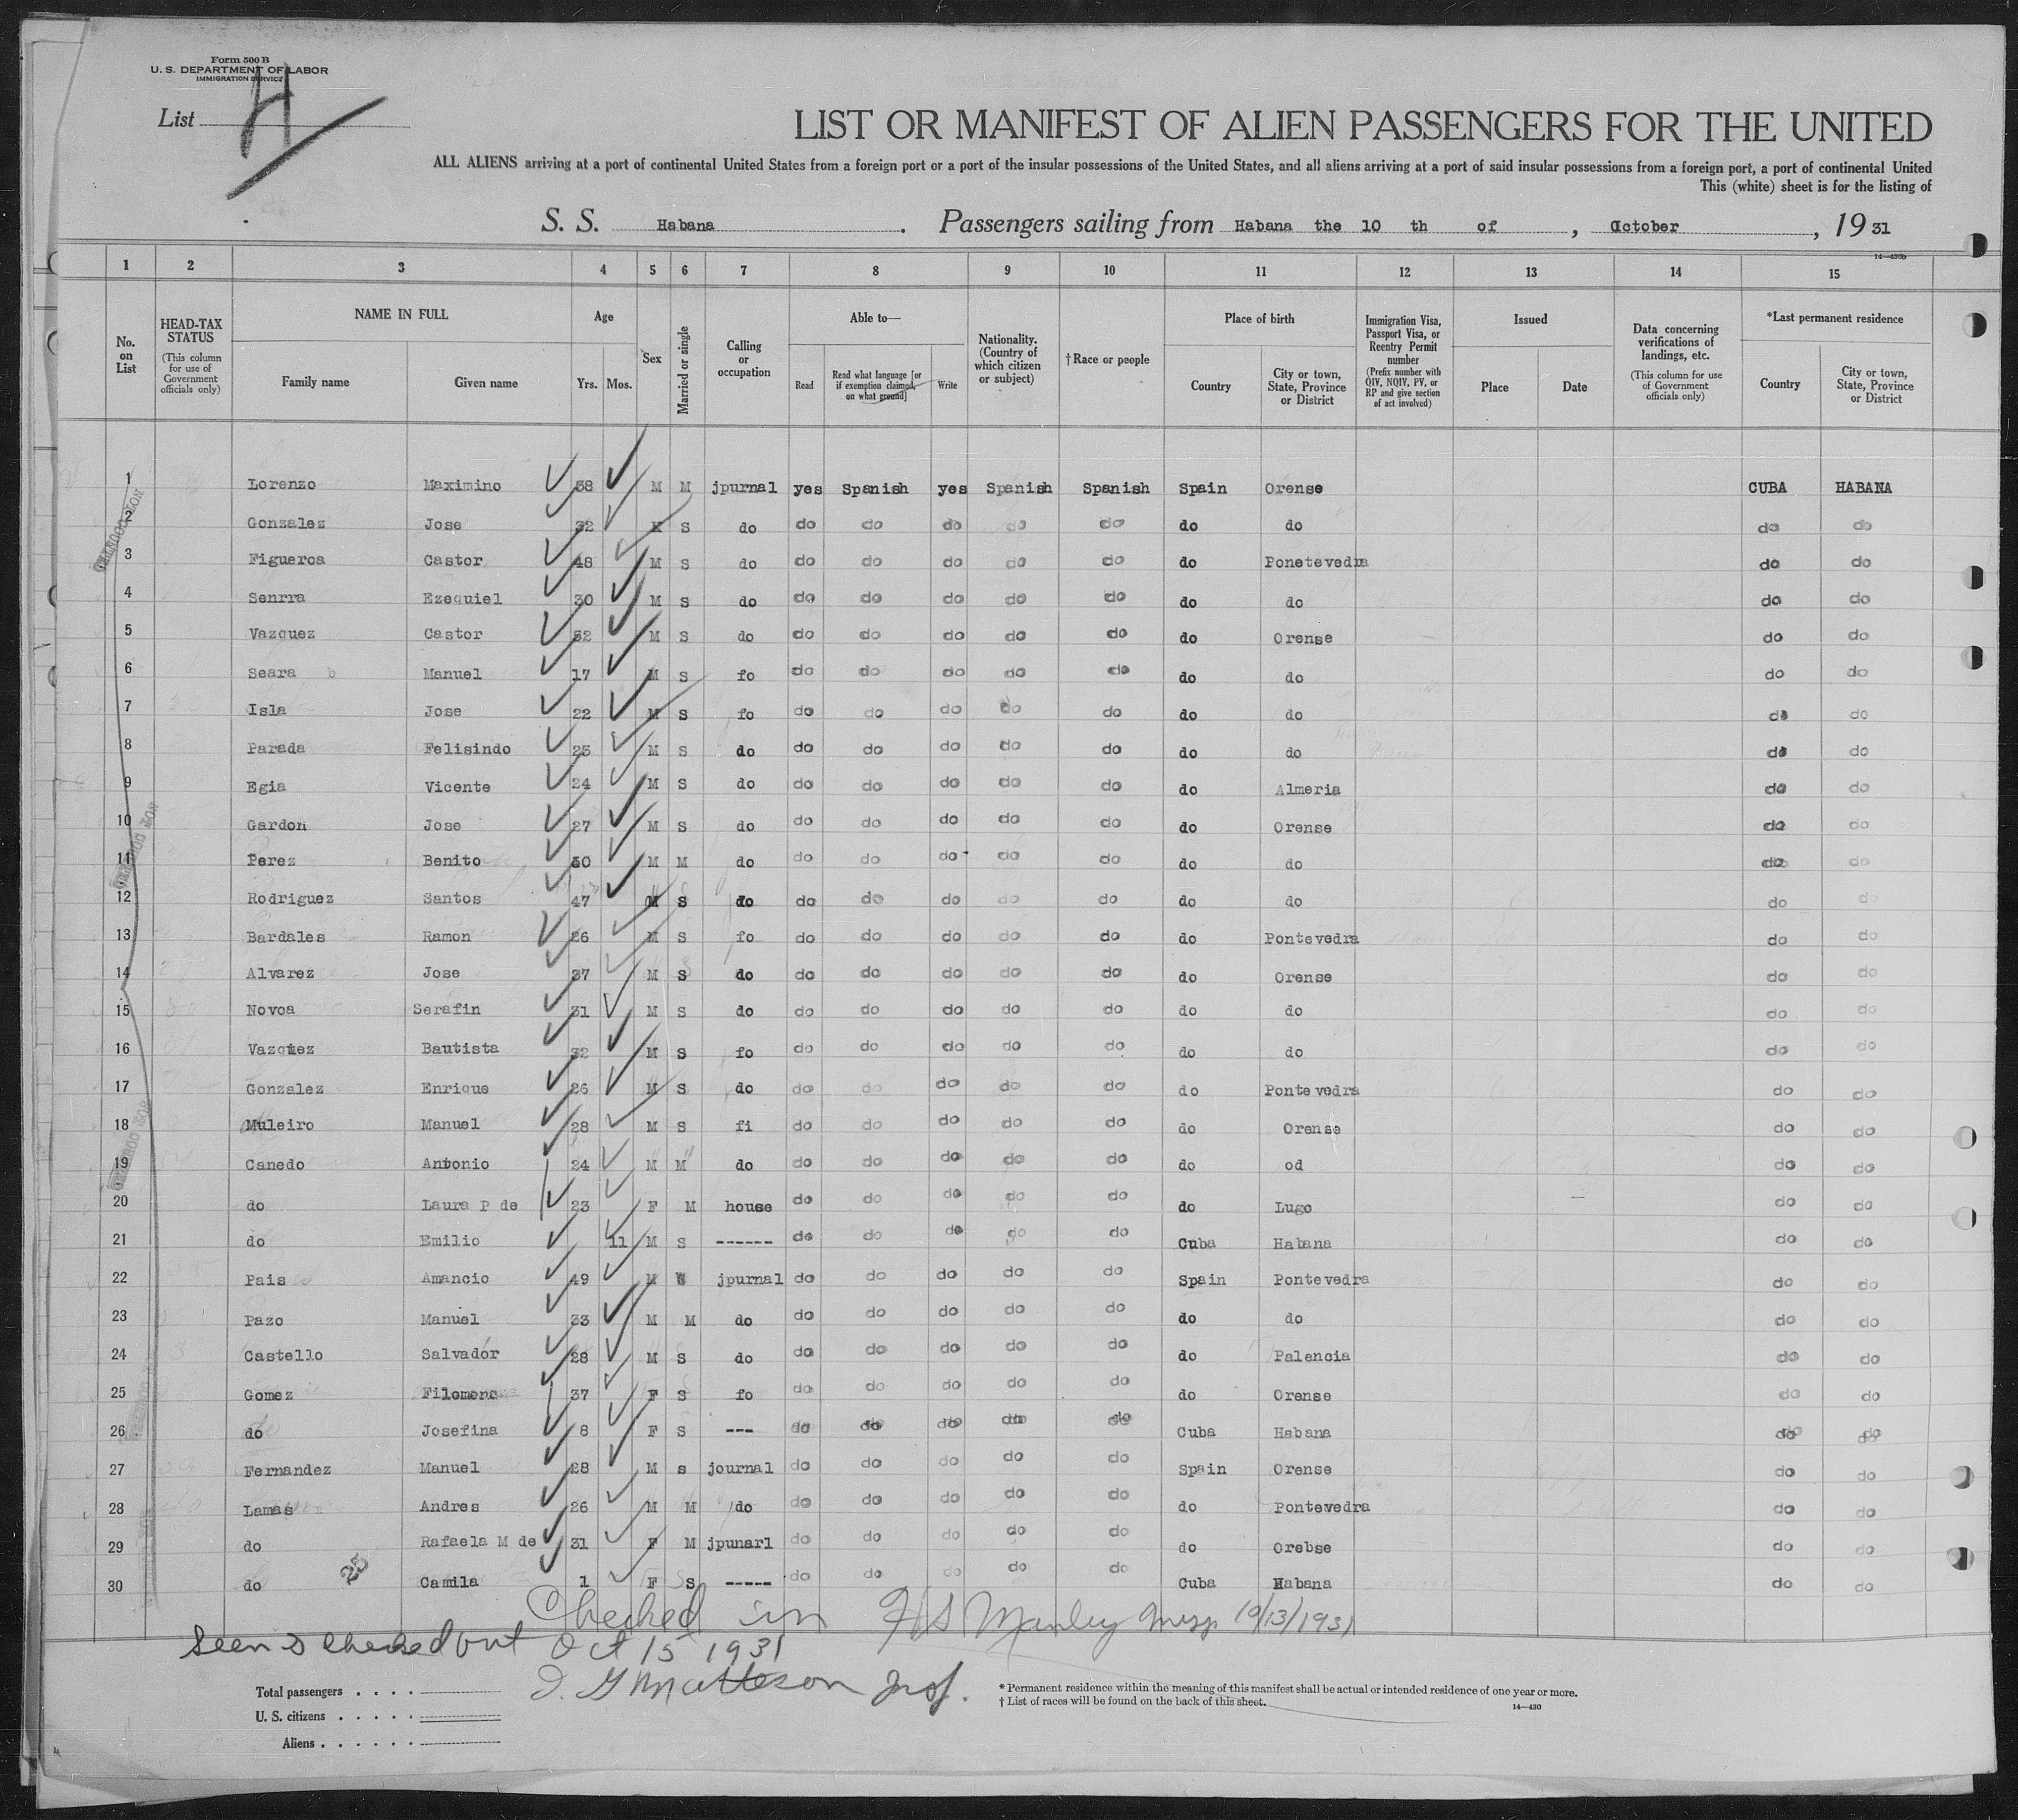 Form 500 B
U. S. DEPARTMENT OF LABOR
IMMIGRATION SERVICE
List H
LIST OR MANIFEST OF ALIEN PASSENGERS FOR THE UNITED
ALL ALIENS arriving at a port of continental United States from a foreign port or a port of the insular possessions of the United States, and all aliens arriving at a port of said insular possessions from a foreign port, a port of continental United
This (white) sheet is for the listing of
S. S. Habana . Passengers sailing from Habana the 10 th of , October , 19 31
14—430b
1 2 3 4 5 6 7 8 9 10 11 12 13 14 15
No. on List
HEAD-TAX STATUS (This column for use of Government officials only)
NAME IN FULL Family name Given name
Age Yrs. Mos.
Sex
Married or single
Calling or occupation
Able to— Read Read what language [or if exemption claimed, on what ground] Write
Nationality. (Country of which citizen or subject)
†Race or people
Place of birth Country City or town, State, Province or District
Immigration Visa, Passport Visa, or Reentry Permit number (Prefix number with QIV, NQIV, PV, or RP and give section of act involved)
Issued Place Date
Data concerning verifications of landings, etc. (This column for use of Government officials only)
*Last permanent residence Country City or town, State, Province or District
1 Lorenzo Maximino 38 M M jpurnal yes Spanish yes Spanish Spanish Spain Orense CUBA HABANA
2 Gonzalez Jose 32 S do do do do do do do do do do
3 Figueroa Castor 48 M S do do do do do do do Ponetevedra do do
4 Senrra Ezequiel 30 M S do do do do do do do do do do
5 Vazquez Castor 52 M S do do do do do do do Orense do do
6 Seara b Manuel 17 M S fo do do do do do do do do do
7 Isla Jose 22 M S fo do do do do do do do do do
8 Parada Felisindo 23 M S do do do do do do do do do do
9 Egia Vicente 24 M S do do do do do do do Almeria do do
10 Gardon Jose 27 M S do do do do do do do Orense do do
11 Perez Benito 30 M M do do do do do do do do do do
12 Rodriguez Santos 47 M S do do do do do do do do do do
13 Bardales Ramon 26 M S fo do do do do do do Pontevedra do do
14 Alvarez Jose 37 M S do do do do do do do Orense do do
15 Novoa Serafin 31 M S do do do do do do do do do do
16 Vazquez Bautista 32 M S fo do do do do do do do do do
17 Gonzalez Enrique 26 M S do do do do do do do Pontevedra do do
18 Muleiro Manuel 28 M S fi do do do do do do Orense do do
19 Canedo Antonio 24 M M do do do do do do do od do do
20 do Laura P de 23 F M house do do do do do do Lugo do do
21 do Emilio 11 M S ------ do do do do do Cuba Habana do do
22 Pais Amancio 49 M W jpurnal do do do do do Spain Pontevedra do do
23 Pazo Manuel 33 M M do do do do do do do do do do
24 Castello Salvador 28 M S do do do do do do do Palencia do do
25 Gomez Filomena 37 F S fo do do do do do do Orense do do
26 do Josefina 8 F S --- do do do do do Cuba Habana do do
27 Fernandez Manuel 28 M s journal do do do do do Spain Orense do do
28 Lamas Andres 26 M M do do do do do do do Pontevedra do do
29 do Rafaela M de 31 F M jpunarl do do do do do do Orebse do do
30 do 25 Camila 1 F S ----- do do do do do Cuba Habana do do
Checked in H S Manley Insp 10/13/1931
Seen & checked out Oct 15 1931
J. G Matteson Insp.
Total passengers . . . .
U. S. citizens . . . . .
Aliens . . . . . .
* Permanent residence within the meaning of this manifest shall be actual or intended residence of one year or more.
† List of races will be found on the back of this sheet.
14—430